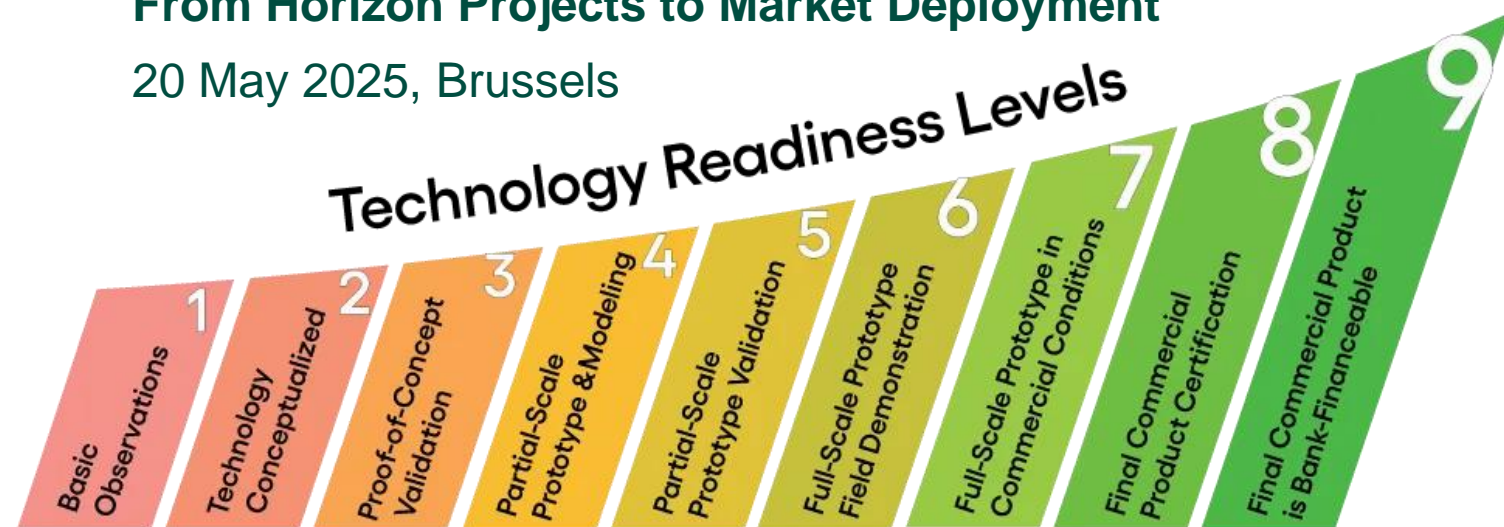 From Horizon Projects to Market Deployment
20 May 2025, Brussels
Technology Readiness Levels
1
Basic
Observations
2
Technology
Conceptualized
3
Proof-of-Concept
Validation
4
Partial-Scale
Prototype & Modeling
5
Partial-Scale
Prototype Validation
6
Full-Scale Prototype
Field Demonstration
7
Full-Scale Prototype in
Commercial Conditions
8
Final Commercial
Product Certification
9
Final Commercial Product
is Bank-Financeable